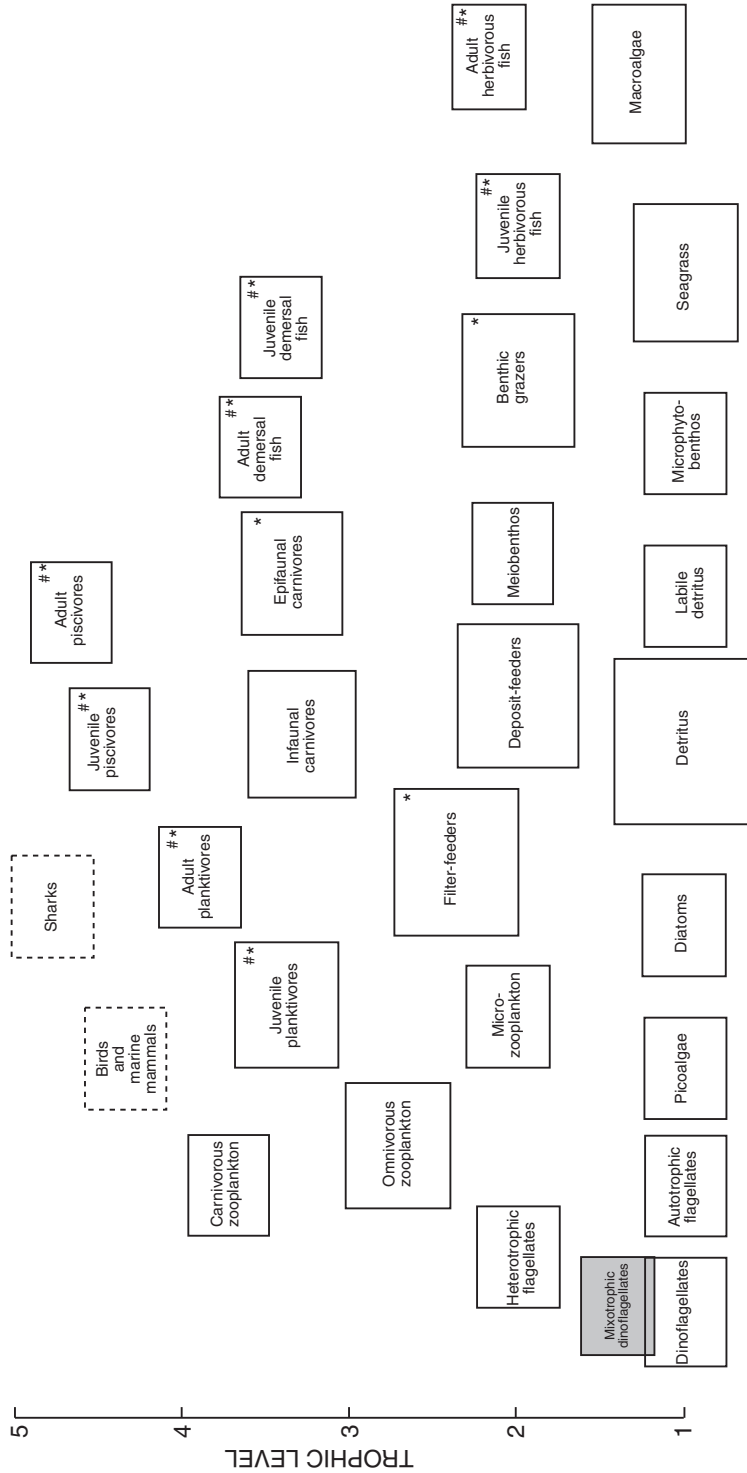 TROPHIC LEVEL
5
4
3
2
1
Sharks
Birds
and
marine
mammals
Adult
piscivores
# *
Juvenile
piscivores
# *
Adult
planktivores
# *
Carnivorous
zooplankton
Juvenile
planktivores
# *
Infaunal
carnivores
Epifaunal
carnivores
*
Adult
demersal
fish
# *
Juvenile
demersal
fish
# *
Omnivorous
zooplankton
Heterotrophic
flagellates
Micro-
zooplankton
Filter-feeders
*
Deposit-feeders
Meiobenthos
Benthic
grazers
*
Juvenile
herbivorous
fish
# *
Adult
herbivorous
fish
# *
Mixotrophic
dinoflagellates
Dinoflagellates
Autotrophic
flagellates
Picoalgae
Diatoms
Detritus
Labile
detritus
Microphyto-
benthos
Seagrass
Macroalgae